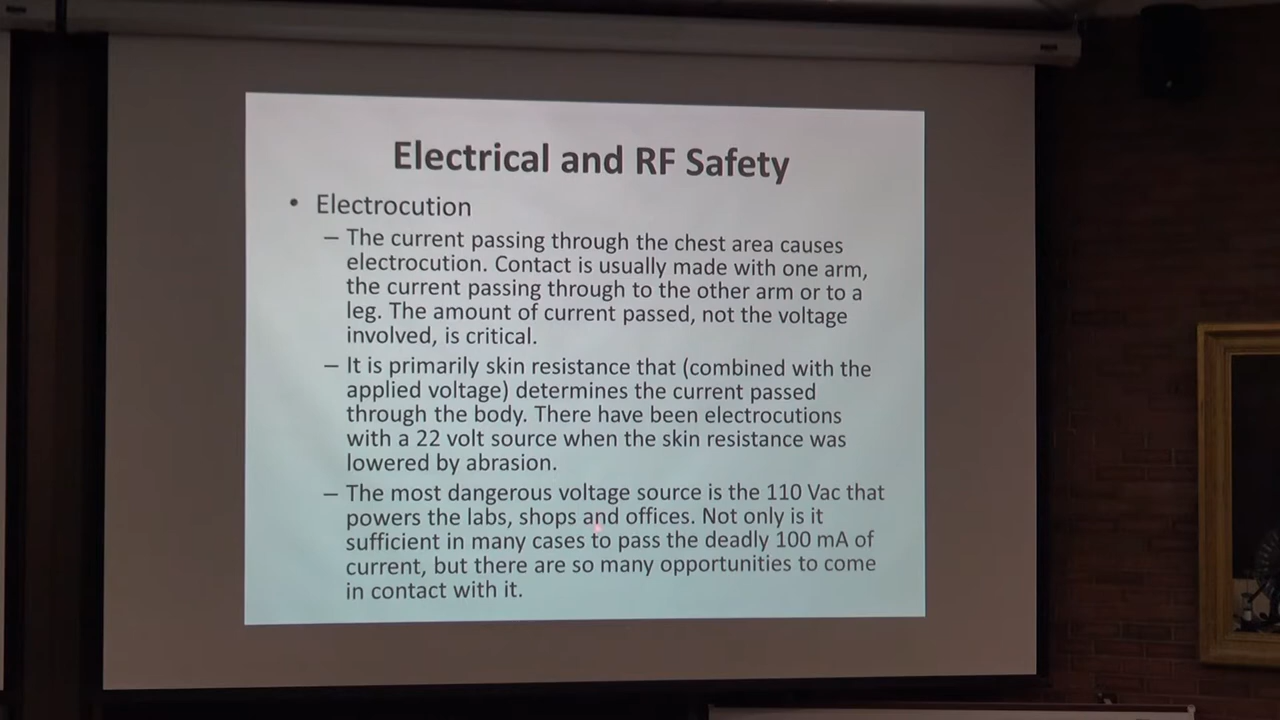 Electrical and RF Safety
• Electrocution
– The current passing through the chest area causes
electrocution. Contact is usually made with one arm,
the current passing through to the other arm or to a
leg. The amount of current passed, not the voltage
involved, is critical.
– It is primarily skin resistance that (combined with the
applied voltage) determines the current passed
through the body. There have been electrocutions
with a 22 volt source when the skin resistance was
lowered by abrasion.
– The most dangerous voltage source is the 110 Vac that
powers the labs, shops and offices. Not only is it
sufficient in many cases to pass the deadly 100 mA of
current, but there are so many opportunities to come
in contact with it.